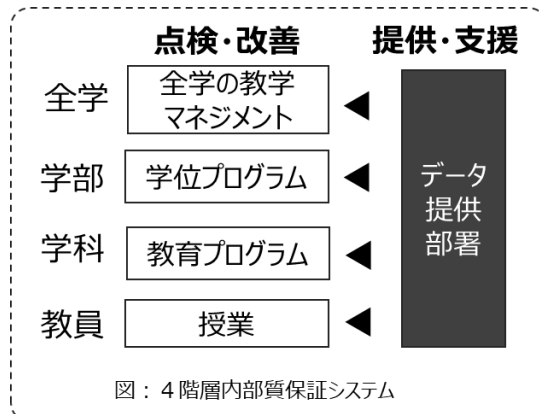 点検・改善 提供・支援
全学
全学の教学
マネジメント
学部
学位プログラム
学科
教育プログラム
教員
授業
データ
提供
部署
図：４階層内部質保証システム